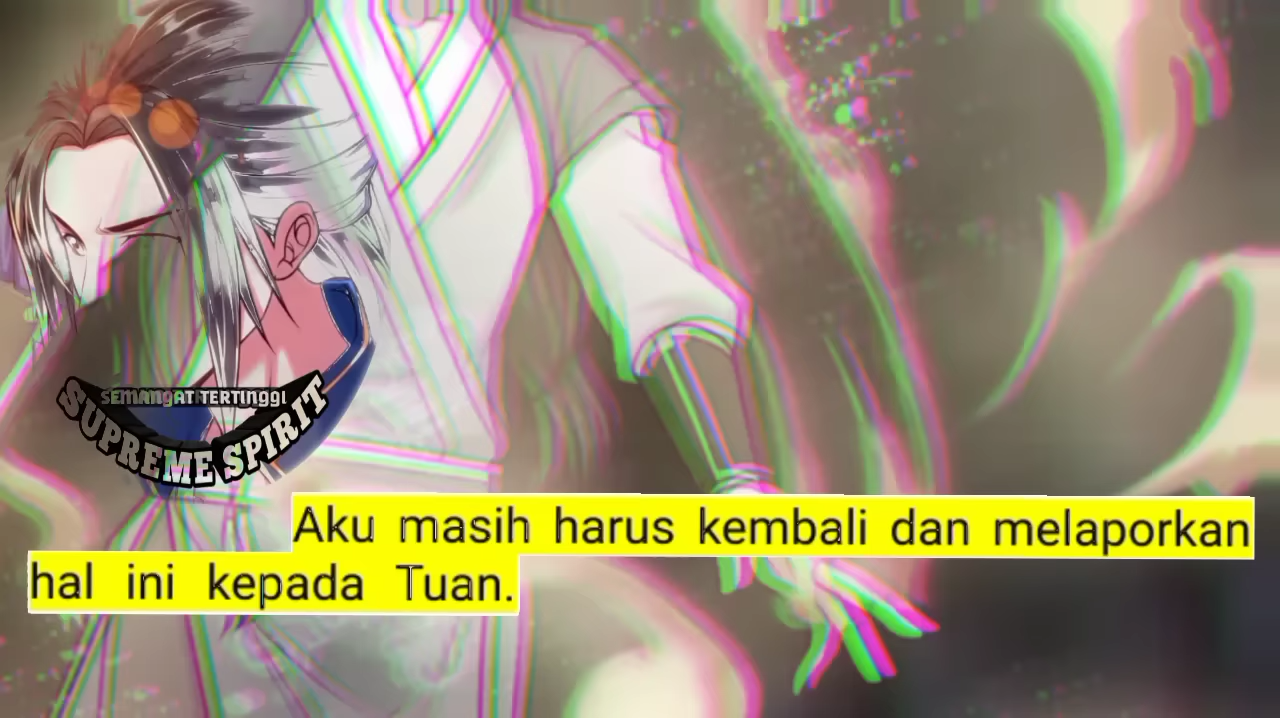 SEMANGAT TERTINGGI
SUPREME SPIRIT
Aku masih harus kembali dan melaporkan
hal ini kepada Tuan.